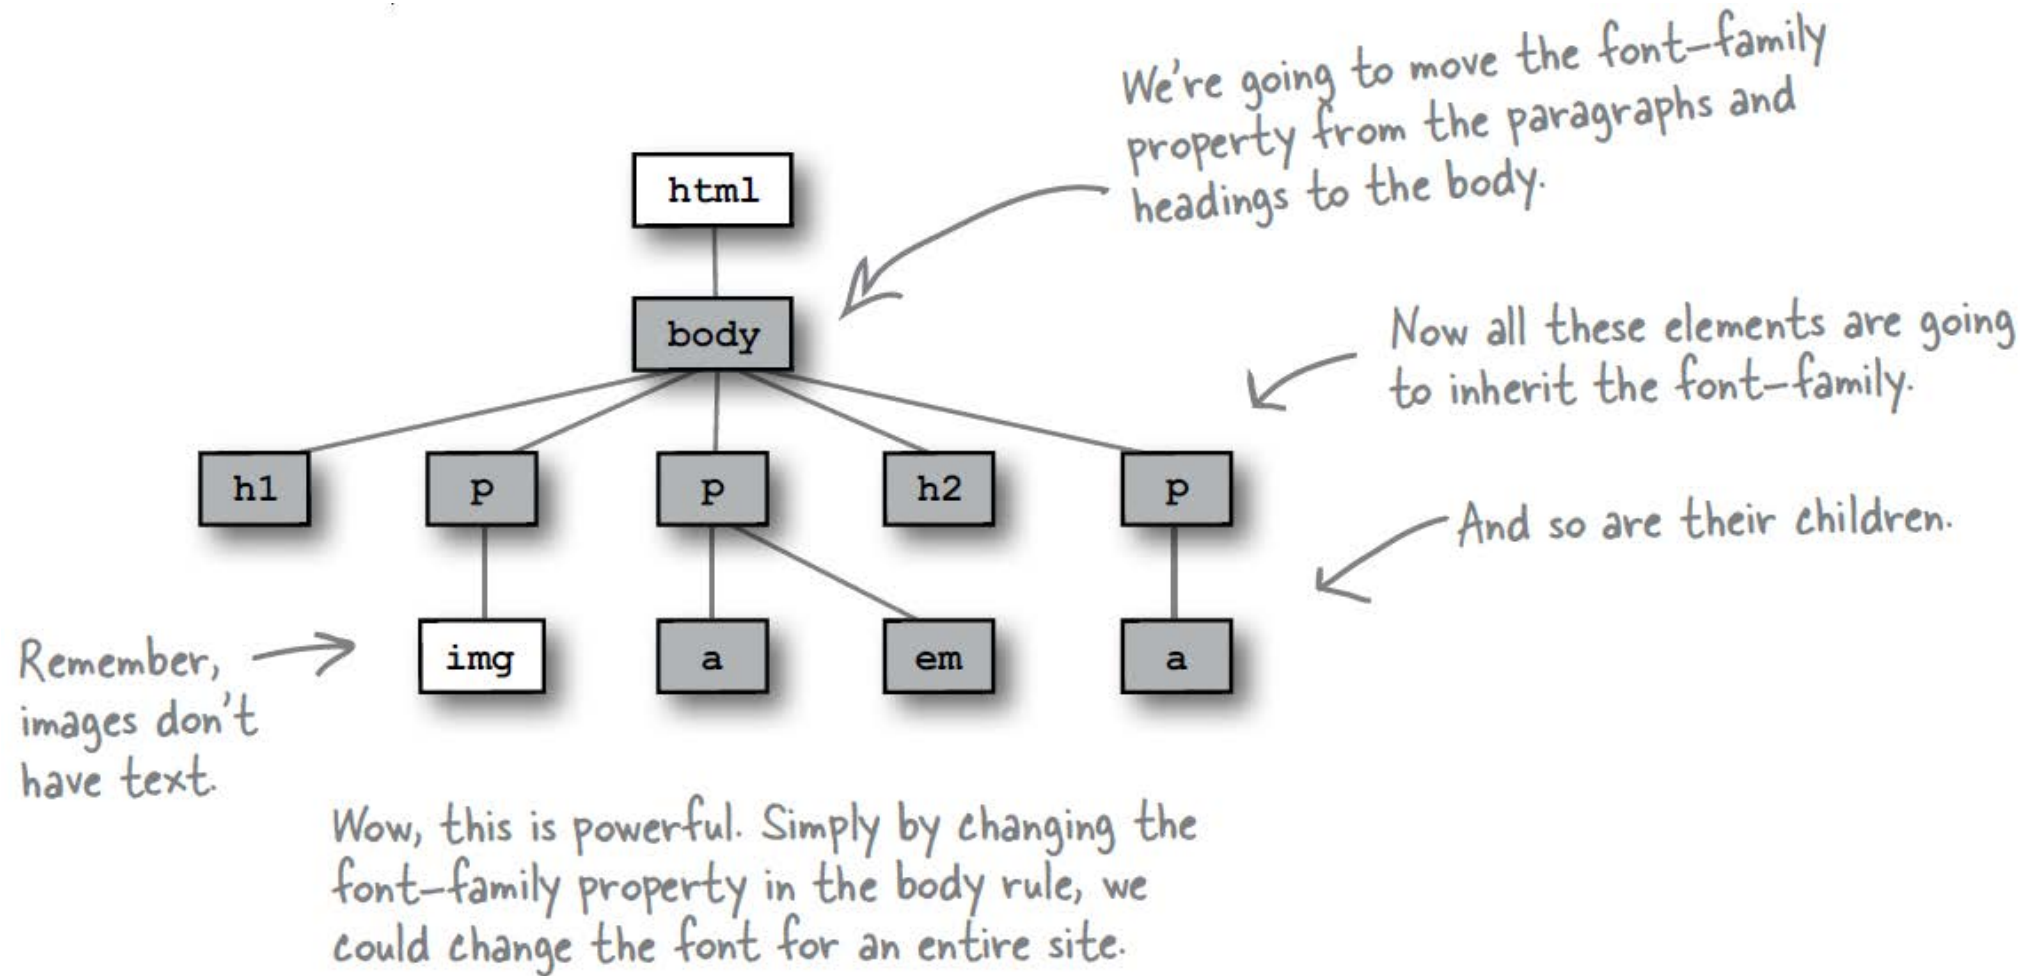 We're going to move the font-family
property from the paragraphs and
headings to the body.
html
body
Now all these elements are going
to inherit the font-family.
h1
p
p
h2
p
And so are their children.
Remember,
images don't
have text.
img
a
em
a
Wow, this is powerful. Simply by changing the
font-family property in the body rule, we
could change the font for an entire site.